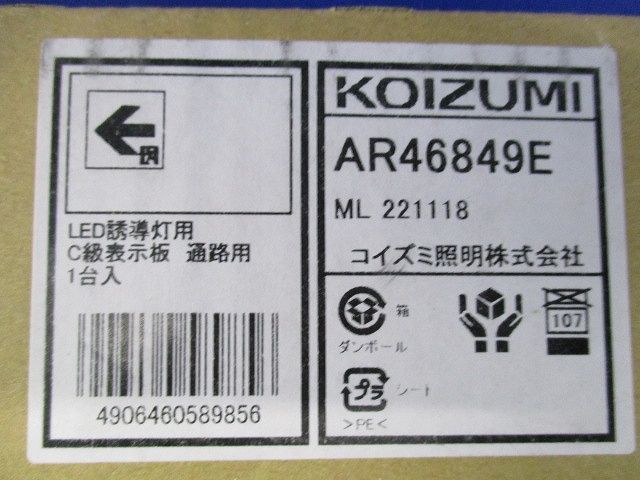 LED誘導灯用
C級表示板 通路用
1台入
4906460589856
KOIZUMI
AR46849E
ML 221118
コイズミ照明株式会社
箱
ダンボール
107
プラ
シート
>PE<